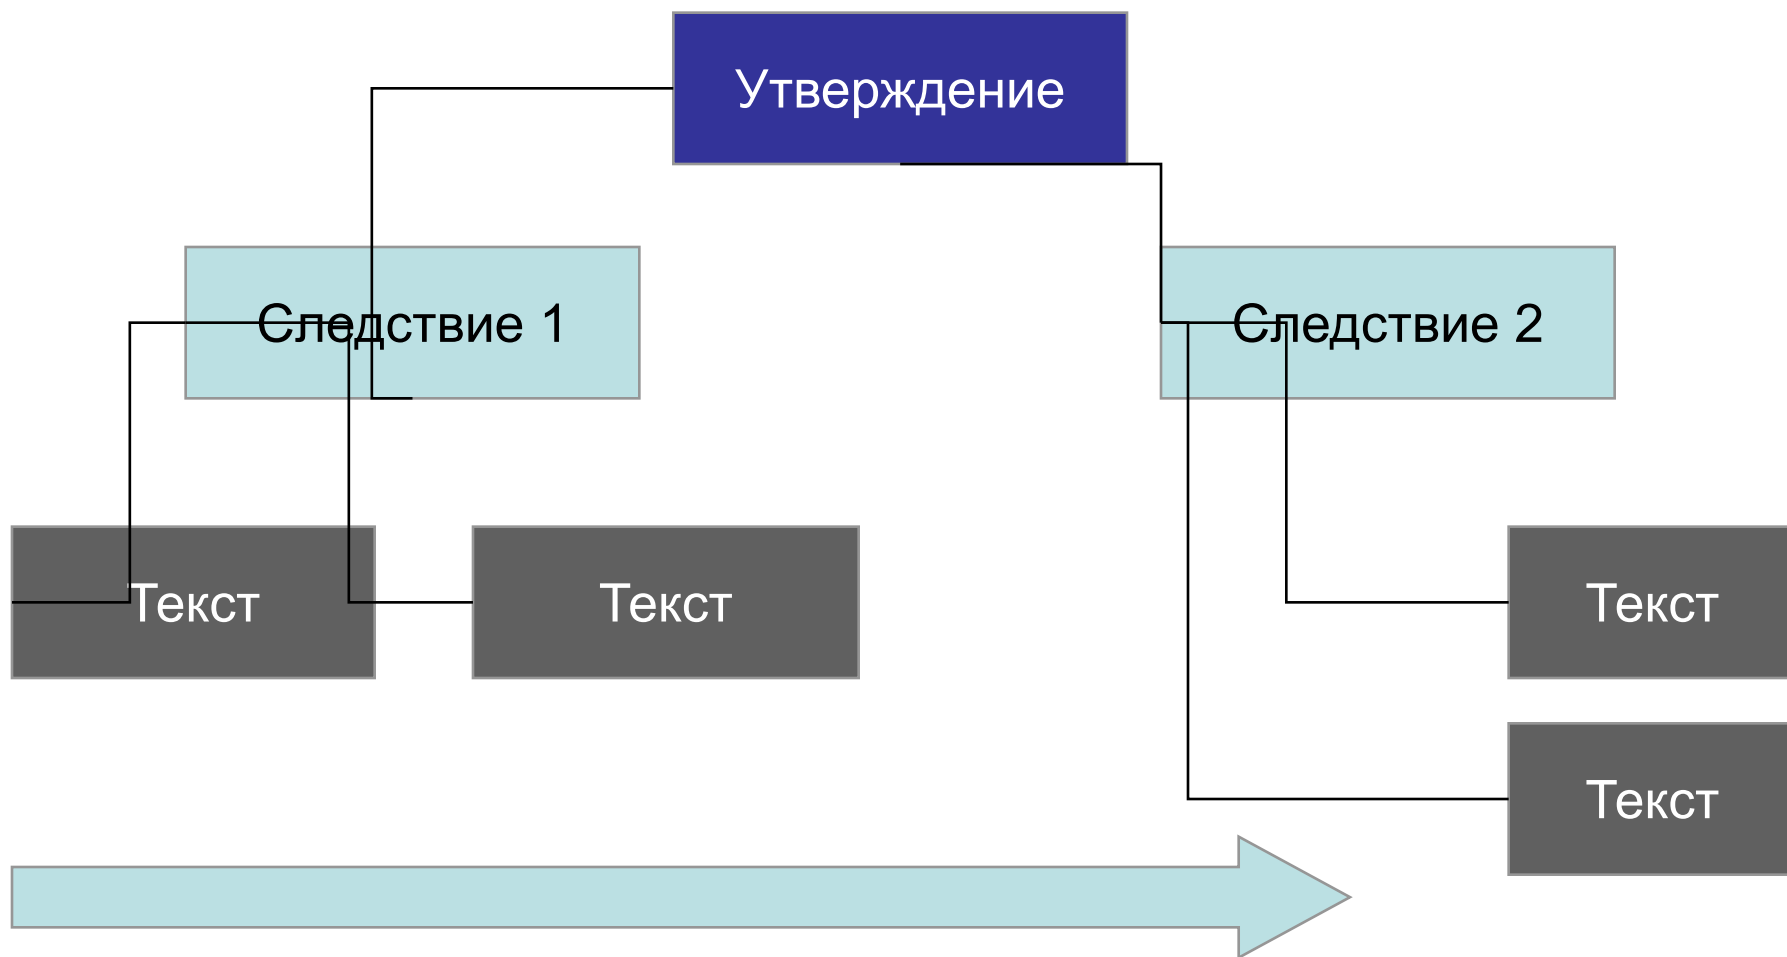 Утверждение
Следствие 1
Следствие 2
Текст
Текст
Текст
Текст